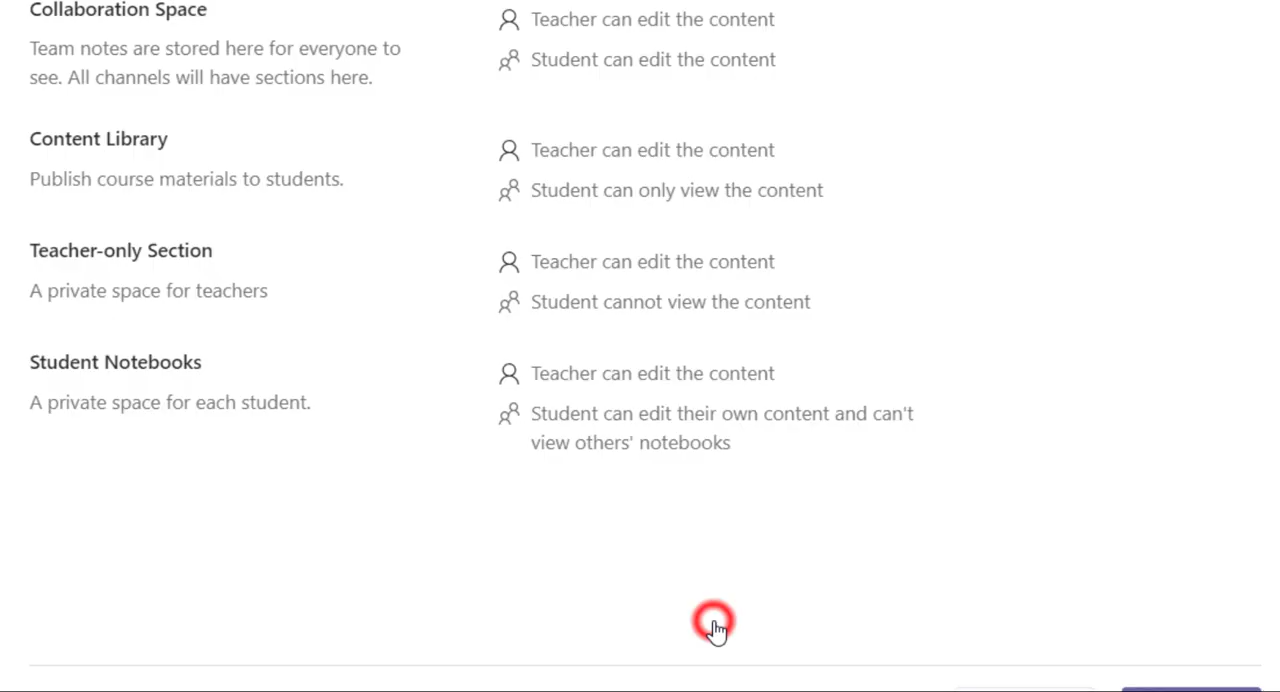 Collaboration Space
Teacher can edit the content
Team notes are stored here for everyone to
see. All channels will have sections here.
Student can edit the content
Content Library
Teacher can edit the content
Publish course materials to students.
Student can only view the content
Teacher-only Section
Teacher can edit the content
A private space for teachers
Student cannot view the content
Student Notebooks
Teacher can edit the content
A private space for each student.
Student can edit their own content and can't
view others' notebooks